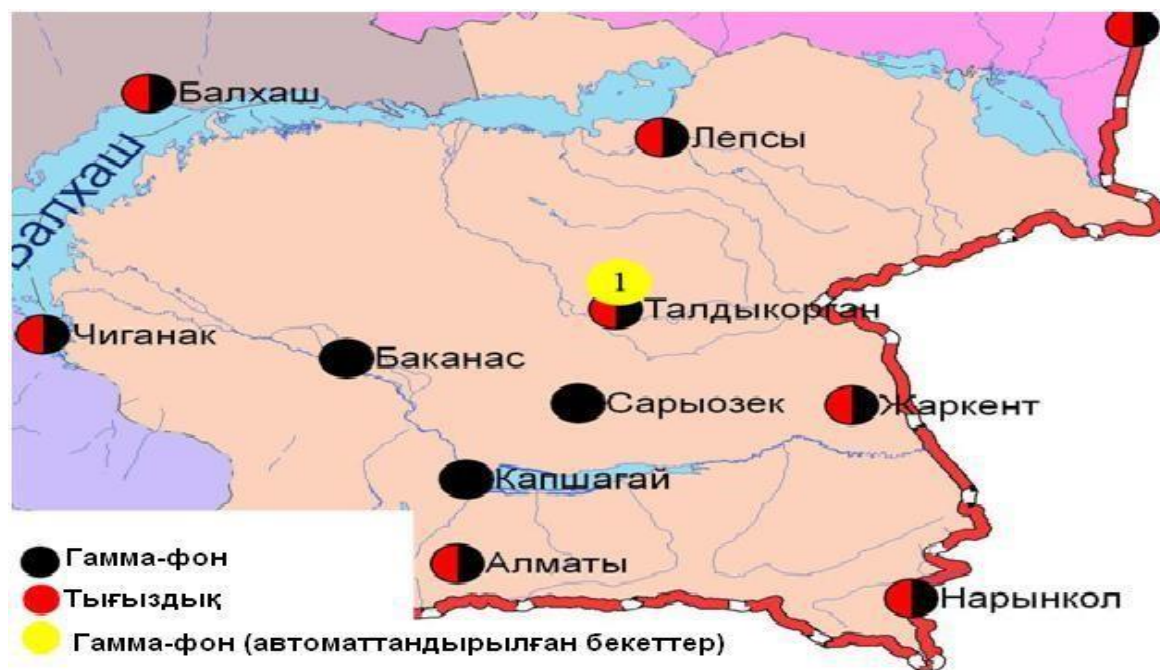 Балхаш
Лепсы
Балхаш
1
Талдыкорган
Чиганак
Баканас
Сарыозек
Жаркент
Капшагай
Алматы
Нарынкол
Гамма-фон
Тығыздық
Гамма-фон (автоматтандырылған бекеттер)